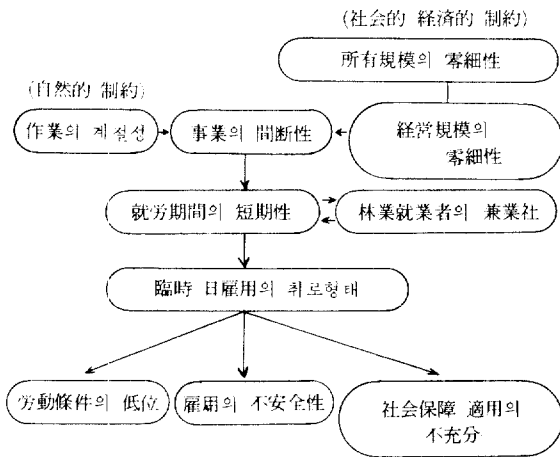 (社会的 経済的 制約)
所有規模의 零細性
(自然的 制約)
作業의 계절성
事業의 間断性
経営規模의
零細性
就労期間의 短期性
林業就業者의 兼業社
臨時 日雇用의 취로형태
労動條件의 低位
雇用의 不安全性
社会保障 適用의
不充分